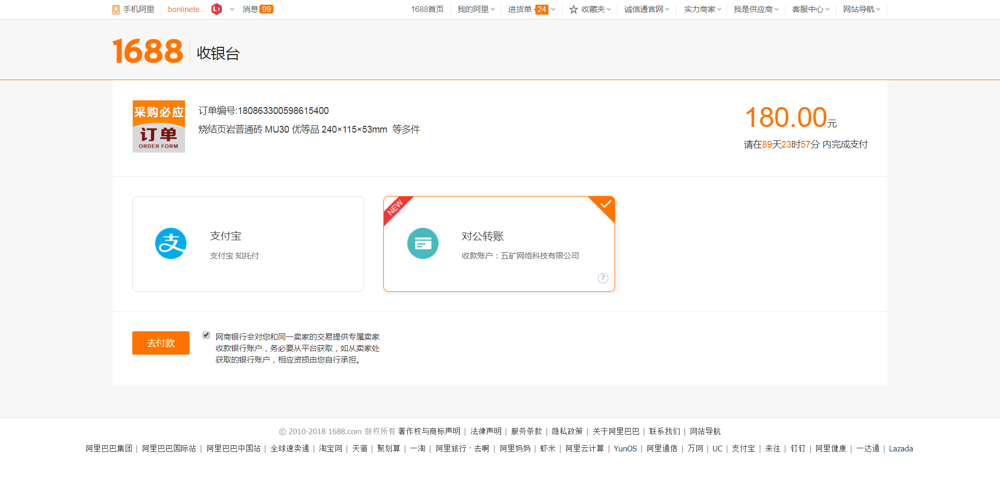 手机阿里 bonlinete... L1 消息 99 1688首页 我的阿里 进货单 24 收藏夹 诚信通官网 实力商家 我是供应商 客服中心 网站导航
1688 收银台
采购必应
订单
ORDER FORM
订单编号:180863300598615400
烧结页岩普通砖 MU30 优等品 240×115×53mm 等多件
180.00元
请在89天23时57分 内完成支付
支付宝
支付宝 知托付
NEW
对公转账
收款账户：五矿网络科技有限公司
?
去付款
网商银行会对您和同一卖家的交易提供专属卖家
收款银行账户，务必要从平台获取，如从卖家处
获取的银行账户，相应资损由您自行承担。
© 2010-2018 1688.com 版权所有 著作权与商标声明 | 法律声明 | 服务条款 | 隐私政策 | 关于阿里巴巴 | 联系我们 | 网站导航
阿里巴巴集团 | 阿里巴巴国际站 | 阿里巴巴中国站 | 全球速卖通 | 淘宝网 | 天猫 | 聚划算 | 一淘 | 阿里旅行 · 去啊 | 阿里妈妈 | 虾米 | 阿里云计算 | YunOS | 阿里通信 | 万网 | UC | 支付宝 | 来往 | 钉钉 | 阿里健康 | 一达通 | Lazada